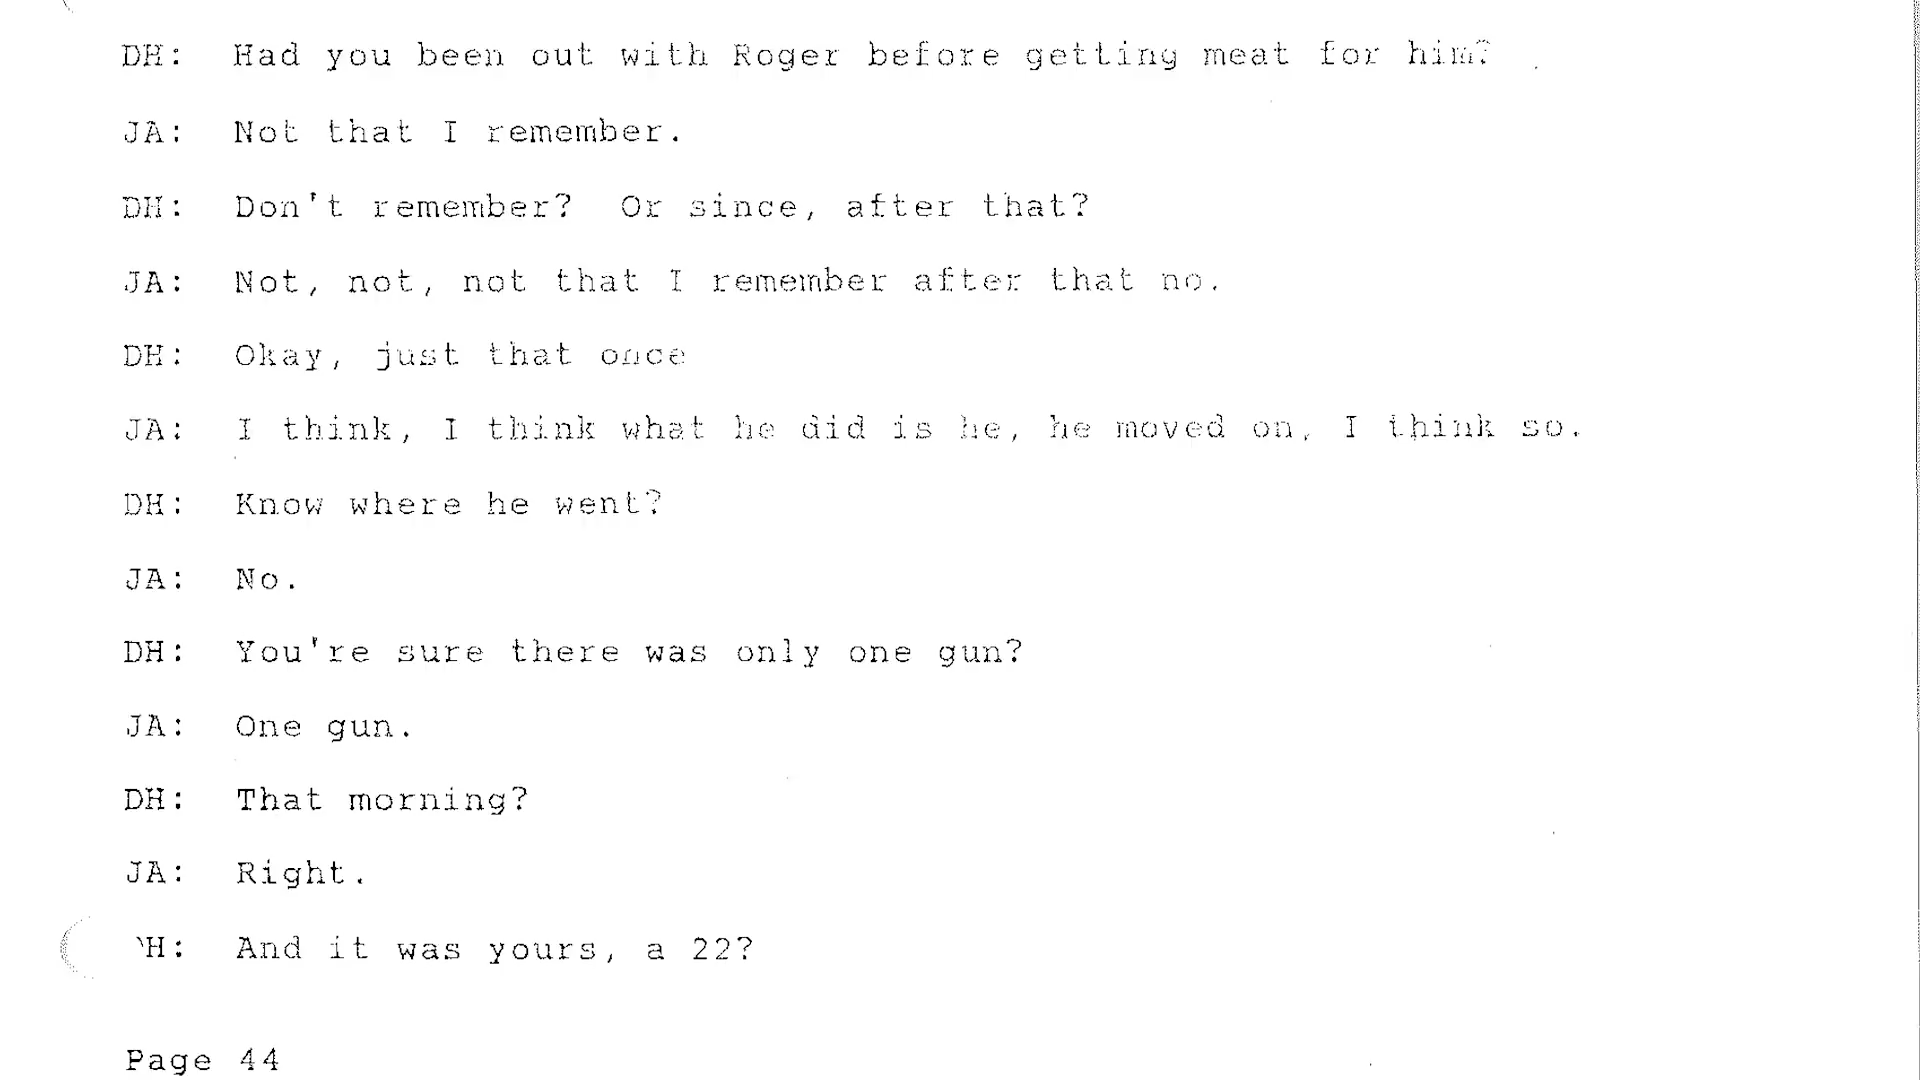 DH: Had you been out with Roger before getting meat for him?
JA: Not that I remember.
DH: Don't remember? Or since, after that?
JA: Not, not, not that I remember after that no.
DH: Okay, just that once
JA: I think, I think what he did is he, he moved on, I think so.
DH: Know where he went?
JA: No.
DH: You're sure there was only one gun?
JA: One gun.
DH: That morning?
JA: Right.
H: And it was yours, a 22?
Page 44